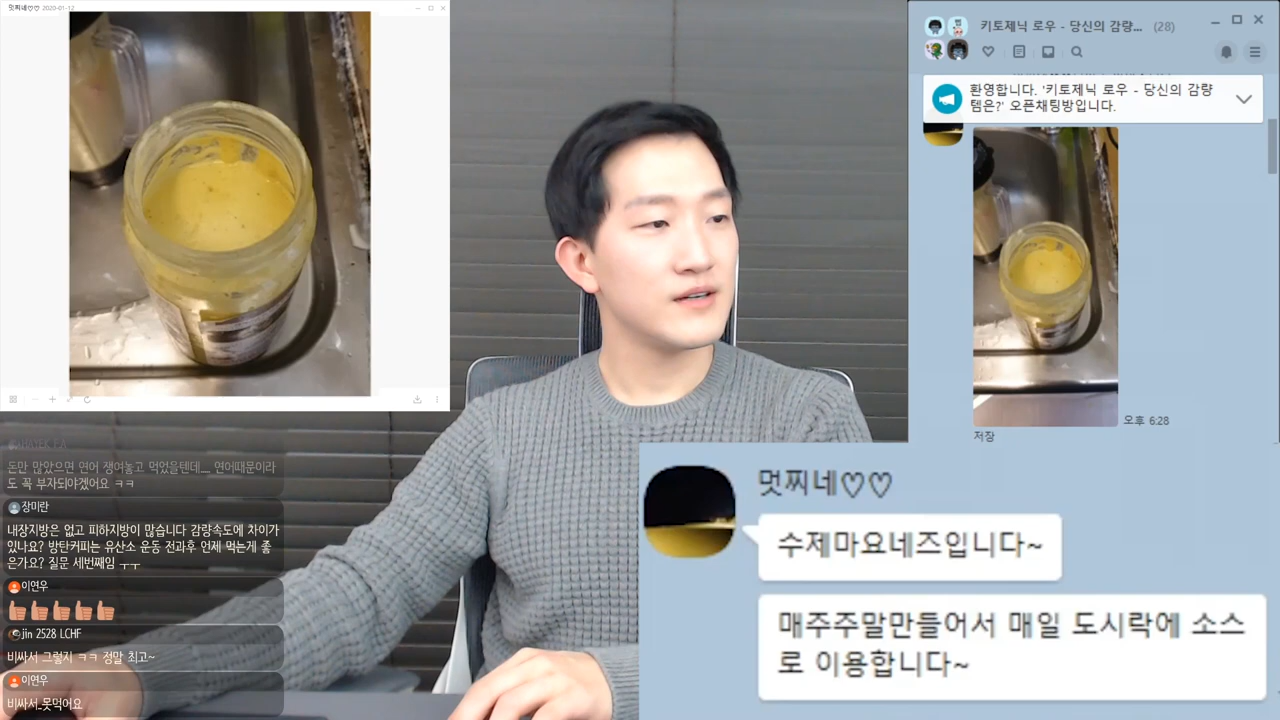 멋찌네♡♡ 2020-01-12
키토제닉 로우 - 당신의 감량... (28)
환영합니다. '키토제닉 로우 - 당신의 감량
템은?' 오픈채팅방입니다.
오후 6:28
저장
멋찌네♡♡
수제마요네즈입니다~
매주주말만들어서 매일 도시락에 소스
로 이용합니다~
돈만 많았으면 연어 쟁여놓고 먹었을텐데ㅡ 연어때문이라
도 꼭 부자되야겠어요 ㅋㅋ
장미란
내장지방은 없고 피하지방이 많습니다 감량속도에 차이가
있나요? 방탄커피는 유산소 운동 전과후 언제 먹는게 좋
은가요? 질문 세번째임 ㅜㅜ
이연우
👍👍👍👍👍
jin 2528 LCHF
비싸서 그렇지 ㅋㅋ 정말 최고~
이연우
비싸서.못먹어요